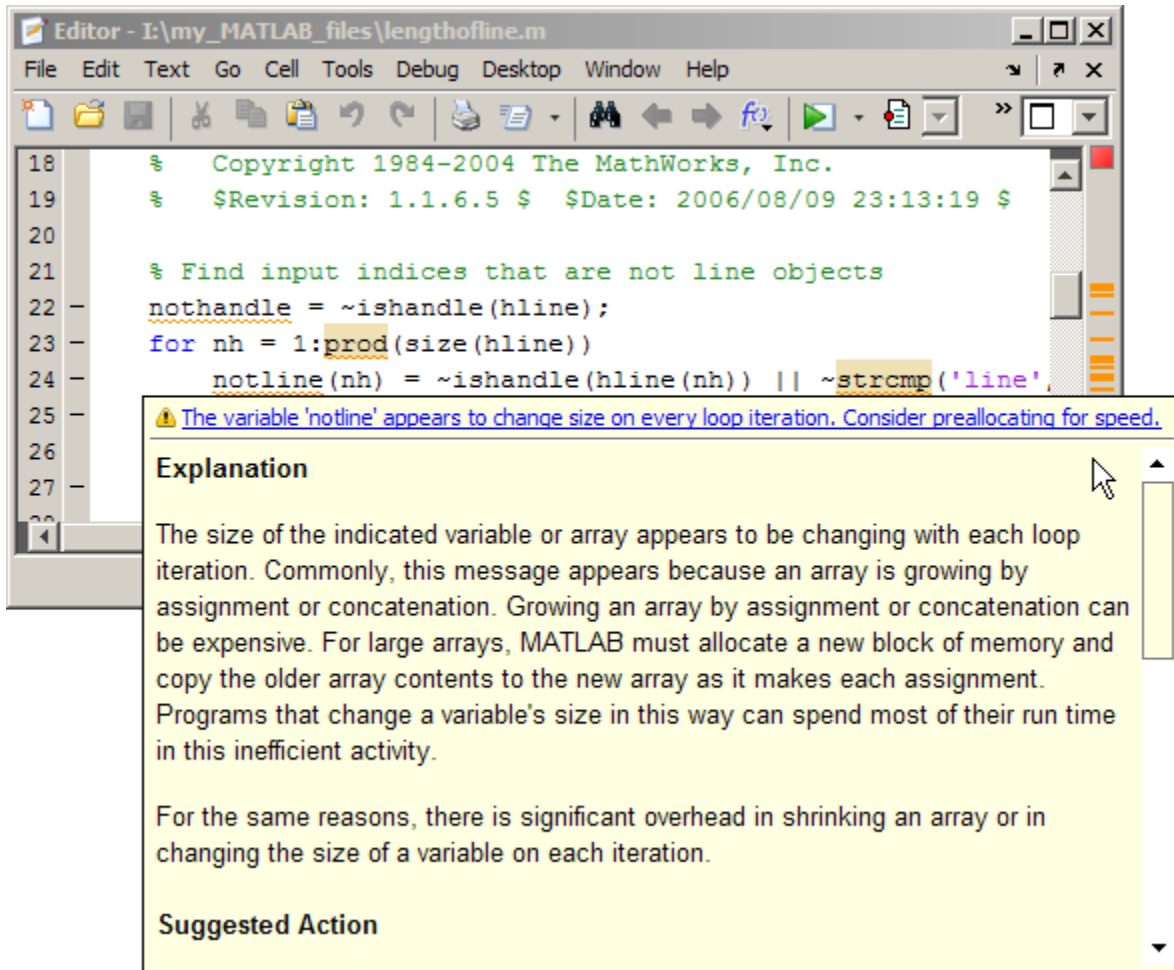 Editor - I:\my_MATLAB_files\lengthofline.m
File Edit Text Go Cell Tools Debug Desktop Window Help
18 % Copyright 1984-2004 The MathWorks, Inc.
19 % $Revision: 1.1.6.5 $ $Date: 2006/08/09 23:13:19 $
20
21 % Find input indices that are not line objects
22 – nothandle = ~ishandle(hline);
23 – for nh = 1:prod(size(hline))
24 – notline(nh) = ~ishandle(hline(nh)) || ~strcmp('line',
25 –
26
27 –
The variable 'notline' appears to change size on every loop iteration. Consider preallocating for speed.
Explanation
The size of the indicated variable or array appears to be changing with each loop
iteration. Commonly, this message appears because an array is growing by
assignment or concatenation. Growing an array by assignment or concatenation can
be expensive. For large arrays, MATLAB must allocate a new block of memory and
copy the older array contents to the new array as it makes each assignment.
Programs that change a variable's size in this way can spend most of their run time
in this inefficient activity.
For the same reasons, there is significant overhead in shrinking an array or in
changing the size of a variable on each iteration.
Suggested Action